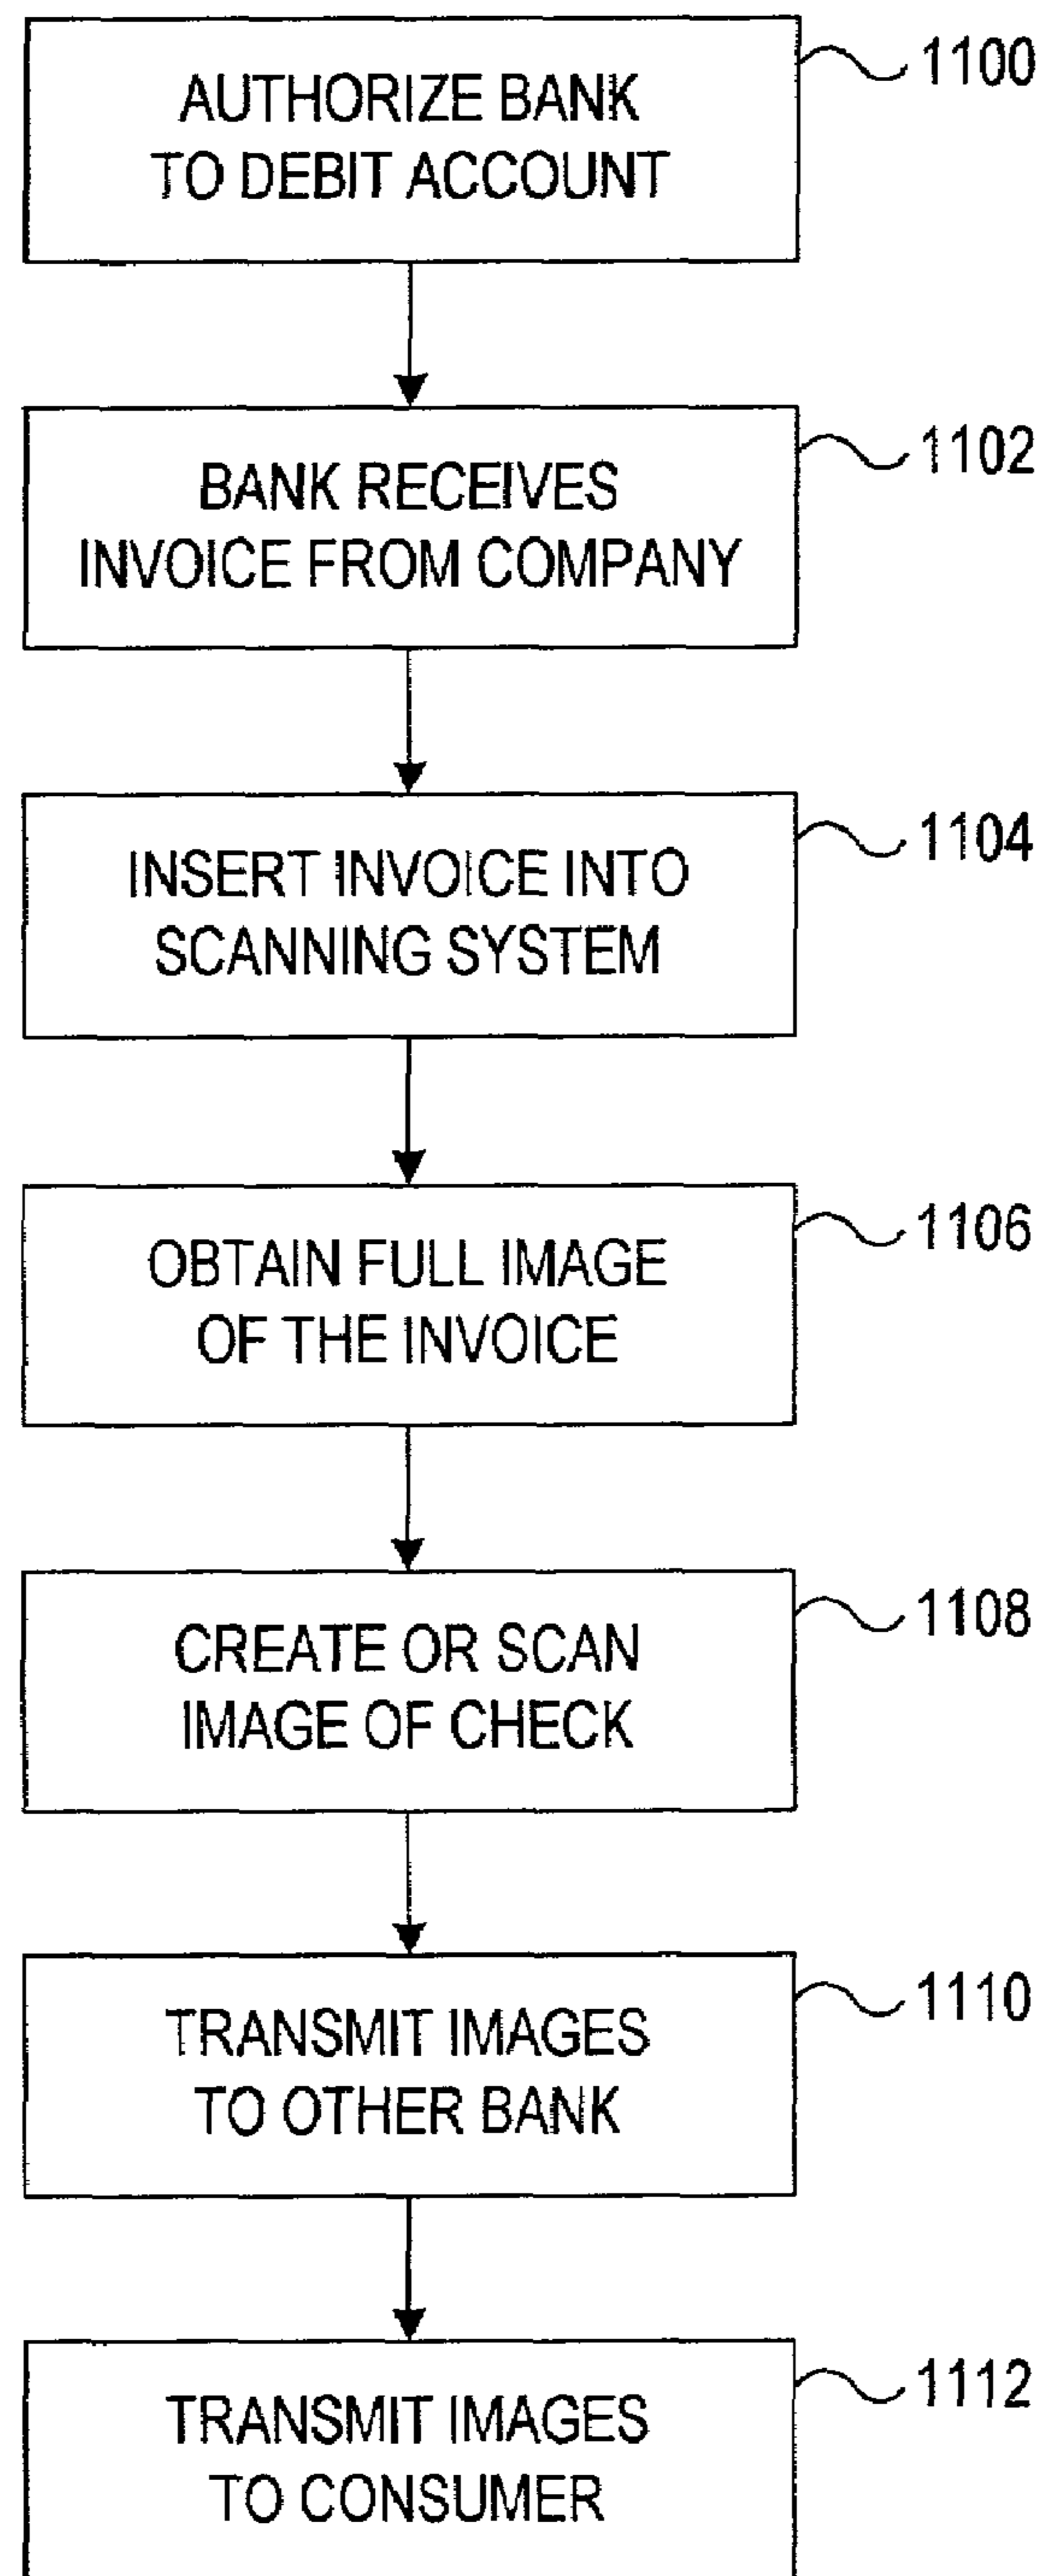 AUTHORIZE BANK
TO DEBIT ACCOUNT
1100
BANK RECEIVES
INVOICE FROM COMPANY
1102
INSERT INVOICE INTO
SCANNING SYSTEM
1104
OBTAIN FULL IMAGE
OF THE INVOICE
1106
CREATE OR SCAN
IMAGE OF CHECK
1108
TRANSMIT IMAGES
TO OTHER BANK
1110
TRANSMIT IMAGES
TO CONSUMER
1112